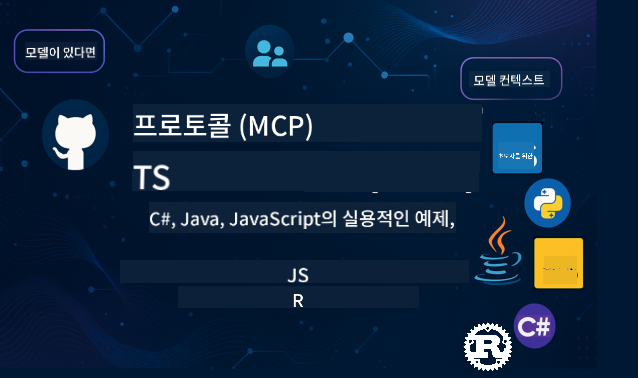 모델이 있다면
모델 컨텍스트
프로토콜 (MCP)
TS
C#, Java, JavaScript의 실용적인 예제,
JS
R
C#
R